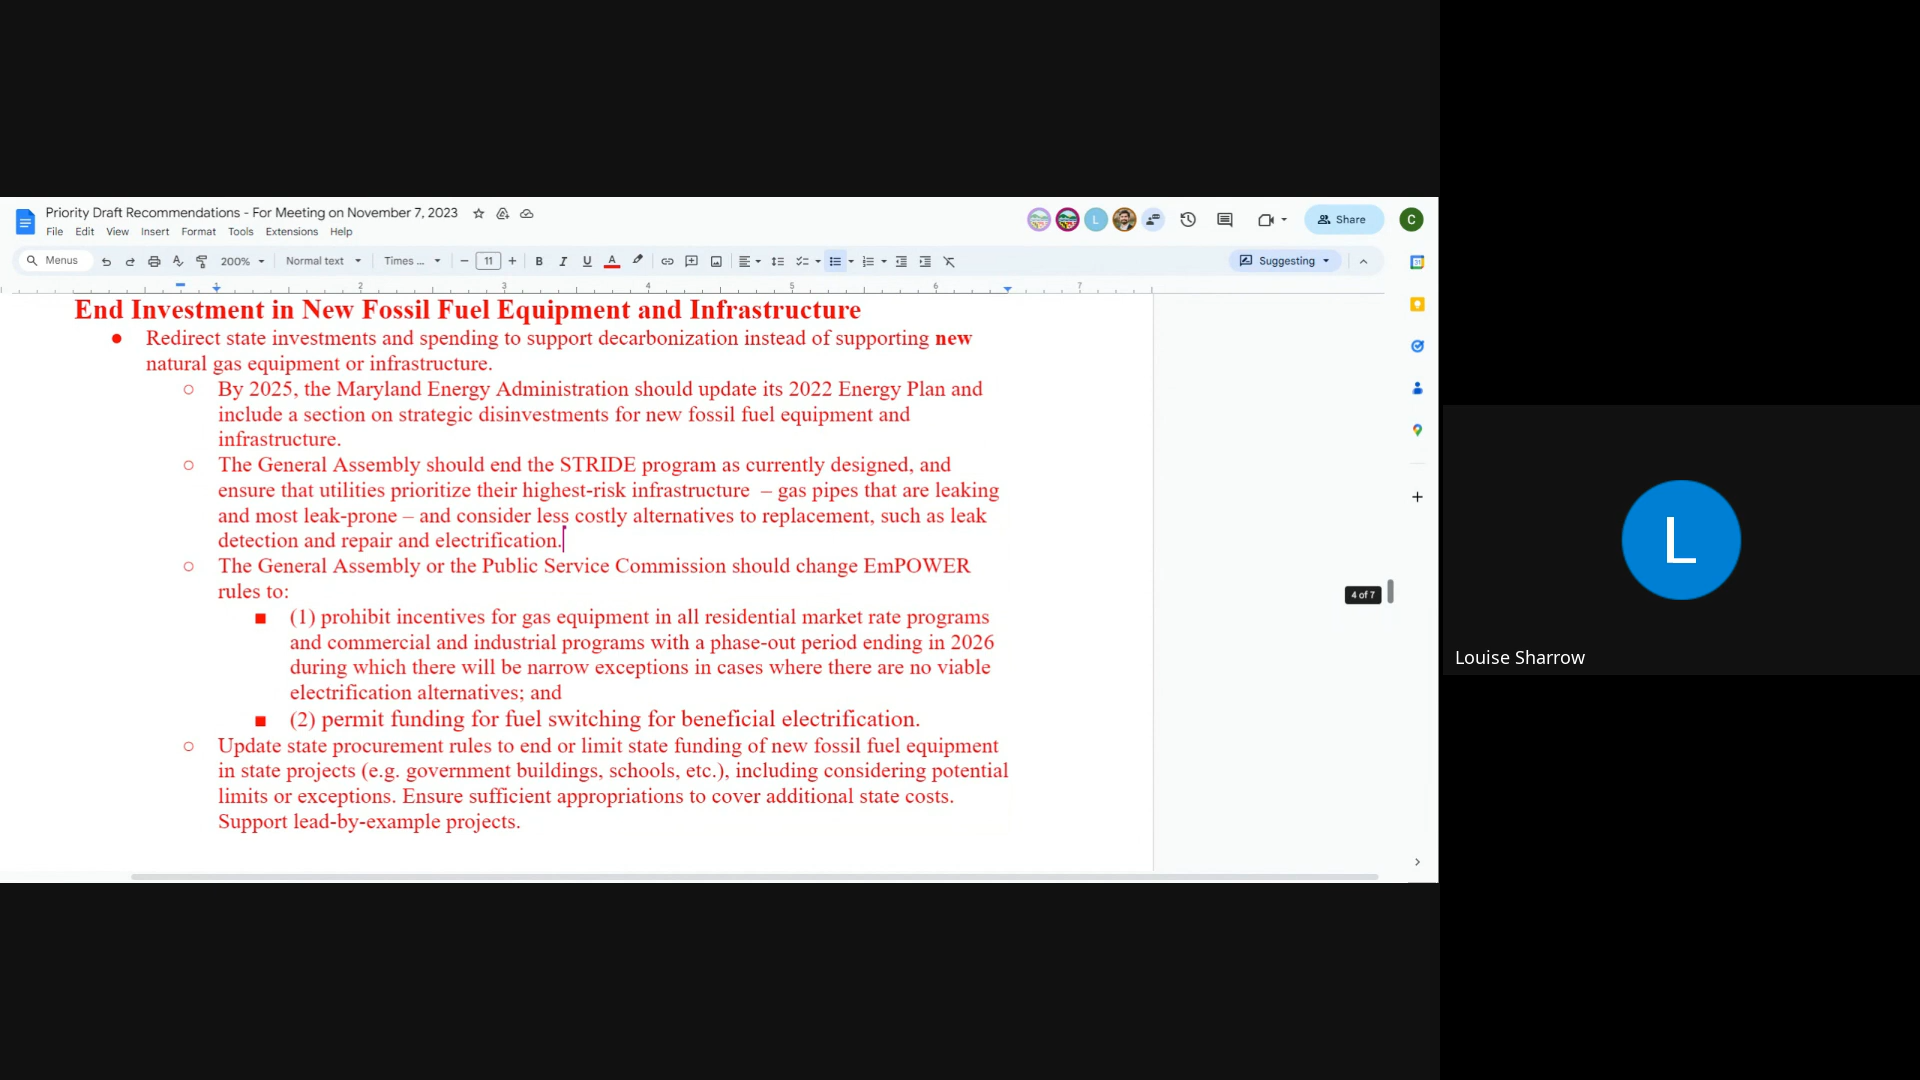 Priority Draft Recommendations - For Meeting on November 7, 2023
File Edit View Insert Format Tools Extensions Help
L
Share
C
Menus
200%
Normal text
Times ...
11
B I U A
Suggesting
1 2 3 4 5 6 7
End Investment in New Fossil Fuel Equipment and Infrastructure
● Redirect state investments and spending to support decarbonization instead of supporting new
natural gas equipment or infrastructure.
○ By 2025, the Maryland Energy Administration should update its 2022 Energy Plan and
include a section on strategic disinvestments for new fossil fuel equipment and
infrastructure.
○ The General Assembly should end the STRIDE program as currently designed, and
ensure that utilities prioritize their highest-risk infrastructure – gas pipes that are leaking
and most leak-prone – and consider less costly alternatives to replacement, such as leak
detection and repair and electrification.
○ The General Assembly or the Public Service Commission should change EmPOWER
rules to:
■ (1) prohibit incentives for gas equipment in all residential market rate programs
and commercial and industrial programs with a phase-out period ending in 2026
during which there will be narrow exceptions in cases where there are no viable
electrification alternatives; and
■ (2) permit funding for fuel switching for beneficial electrification.
○ Update state procurement rules to end or limit state funding of new fossil fuel equipment
in state projects (e.g. government buildings, schools, etc.), including considering potential
limits or exceptions. Ensure sufficient appropriations to cover additional state costs.
Support lead-by-example projects.
4 of 7
L
Louise Sharrow